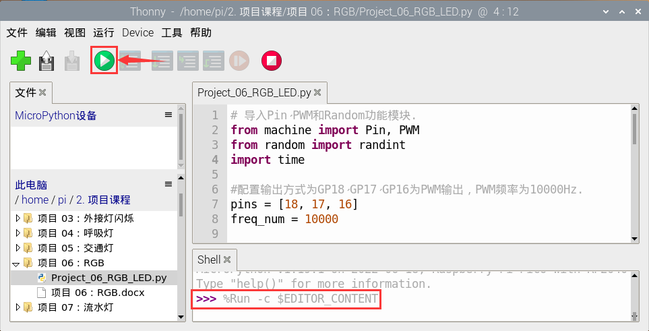 Thonny - /home/pi/2. 项目课程/项目 06：RGB/Project_06_RGB_LED.py @ 4 : 12
文件 编辑 视图 运行 Device 工具 帮助
文件
MicroPython设备
此电脑
/ home / pi / 2. 项目课程
项目 03：外接灯闪烁
项目 04：呼吸灯
项目 05：交通灯
项目 06：RGB
Project_06_RGB_LED.py
项目 06：RGB.docx
项目 07：流水灯
Project_06_RGB_LED.py
1 # 导入Pin·PWM和Random功能模块.
2 from machine import Pin, PWM
3 from random import randint
4 import time
5
6 #配置输出方式为GP18·GP17·GP16为PWM输出，PWM频率为10000Hz.
7 pins = [18, 17, 16]
8 freq_num = 10000
9
Shell
Type "help()" for more information.
>>> %Run -c $EDITOR_CONTENT